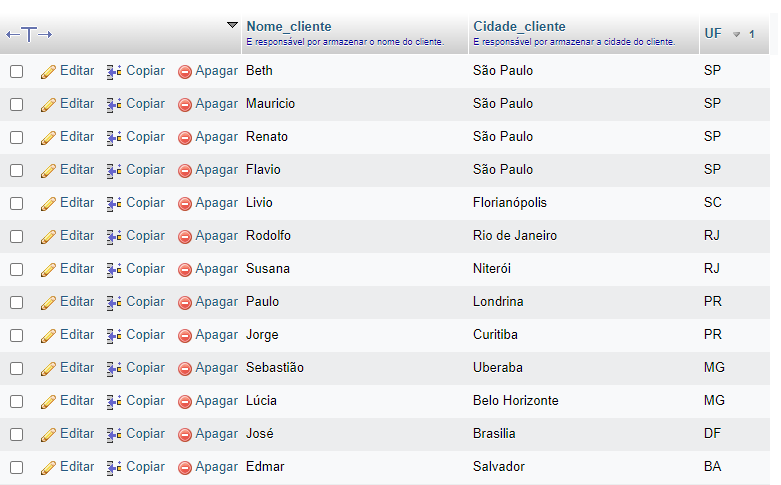 Nome_cliente Cidade_cliente UF 1
E responsável por armazenar o nome do cliente. E responsável por armazenar a cidade do cliente.
Editar Copiar Apagar Beth São Paulo SP
Editar Copiar Apagar Mauricio São Paulo SP
Editar Copiar Apagar Renato São Paulo SP
Editar Copiar Apagar Flavio São Paulo SP
Editar Copiar Apagar Livio Florianópolis SC
Editar Copiar Apagar Rodolfo Rio de Janeiro RJ
Editar Copiar Apagar Susana Niterói RJ
Editar Copiar Apagar Paulo Londrina PR
Editar Copiar Apagar Jorge Curitiba PR
Editar Copiar Apagar Sebastião Uberaba MG
Editar Copiar Apagar Lúcia Belo Horizonte MG
Editar Copiar Apagar José Brasilia DF
Editar Copiar Apagar Edmar Salvador BA